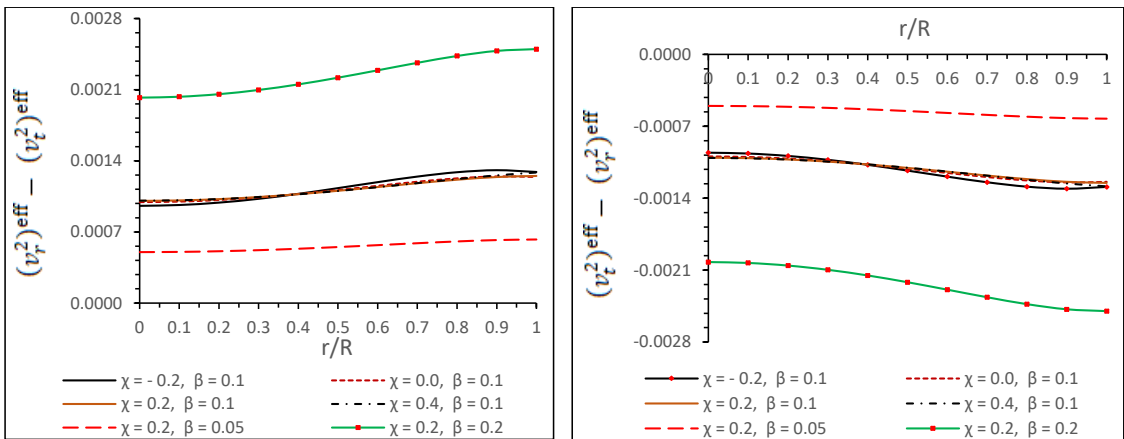 0.0028
0.0021
0.0014
0.0007
0.0000
(v_r^2)^eff − (v_t^2)^eff
0 0.1 0.2 0.3 0.4 0.5 0.6 0.7 0.8 0.9 1
r/R
χ = - 0.2, β = 0.1
χ = 0.0, β = 0.1
χ = 0.2, β = 0.1
χ = 0.4, β = 0.1
χ = 0.2, β = 0.05
χ = 0.2, β = 0.2
r/R
0.0000
0 0.1 0.2 0.3 0.4 0.5 0.6 0.7 0.8 0.9 1
-0.0007
-0.0014
-0.0021
-0.0028
(v_t^2)^eff − (v_r^2)^eff
χ = - 0.2, β = 0.1
χ = 0.0, β = 0.1
χ = 0.2, β = 0.1
χ = 0.4, β = 0.1
χ = 0.2, β = 0.05
χ = 0.2, β = 0.2